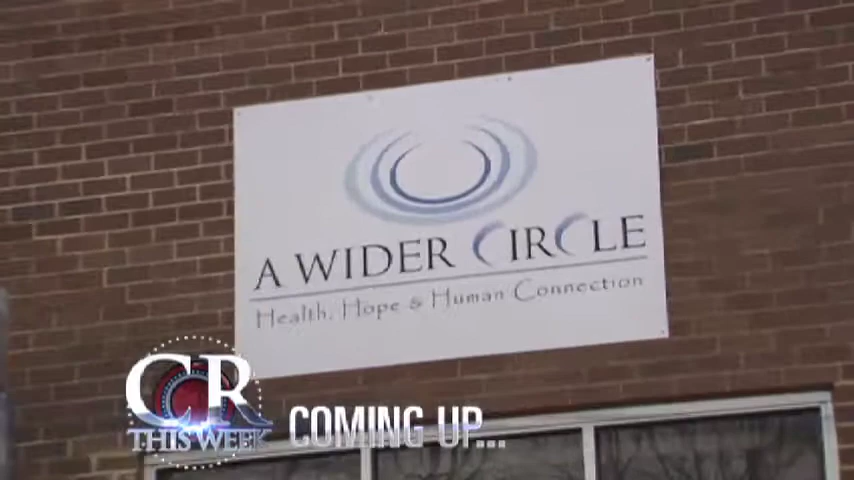 A WIDER CIRCLE
Health, Hope & Human Connection
CR
THIS WEEK
COMING UP...